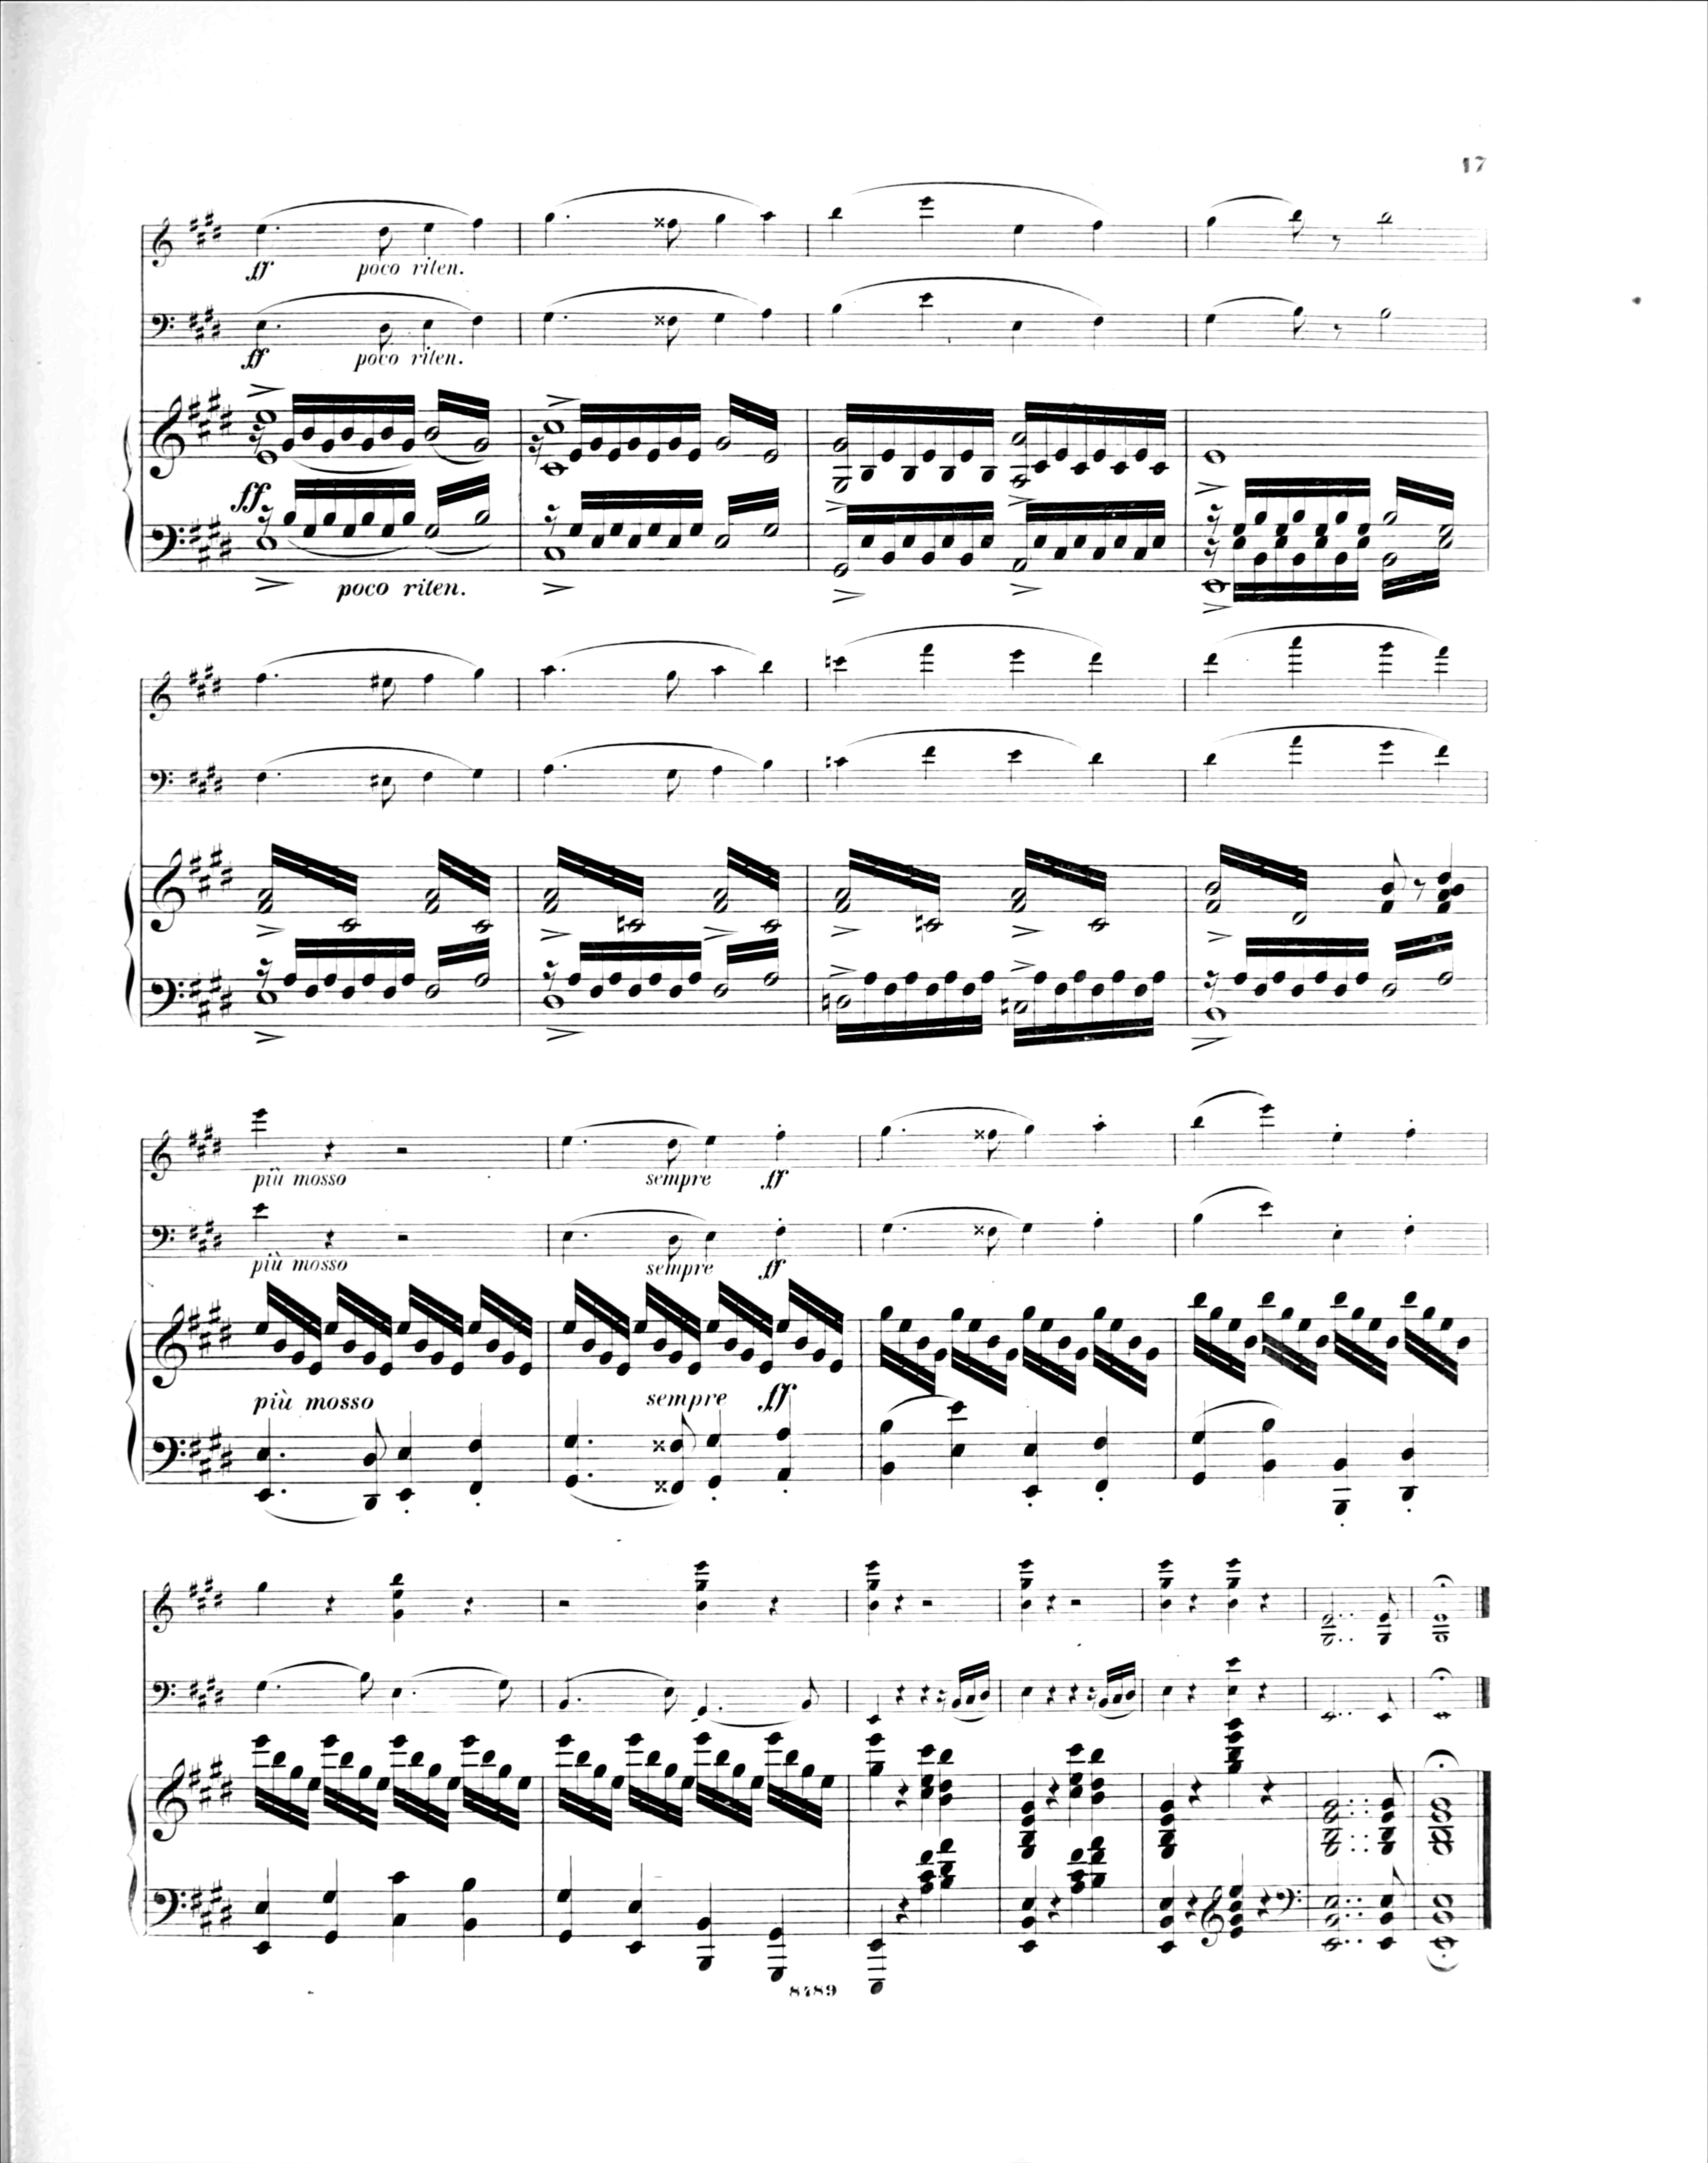 17
ff poco riten.
ff poco riten.
ff
poco riten.
più mosso sempre ff
più mosso sempre ff
più mosso sempre ff
8489